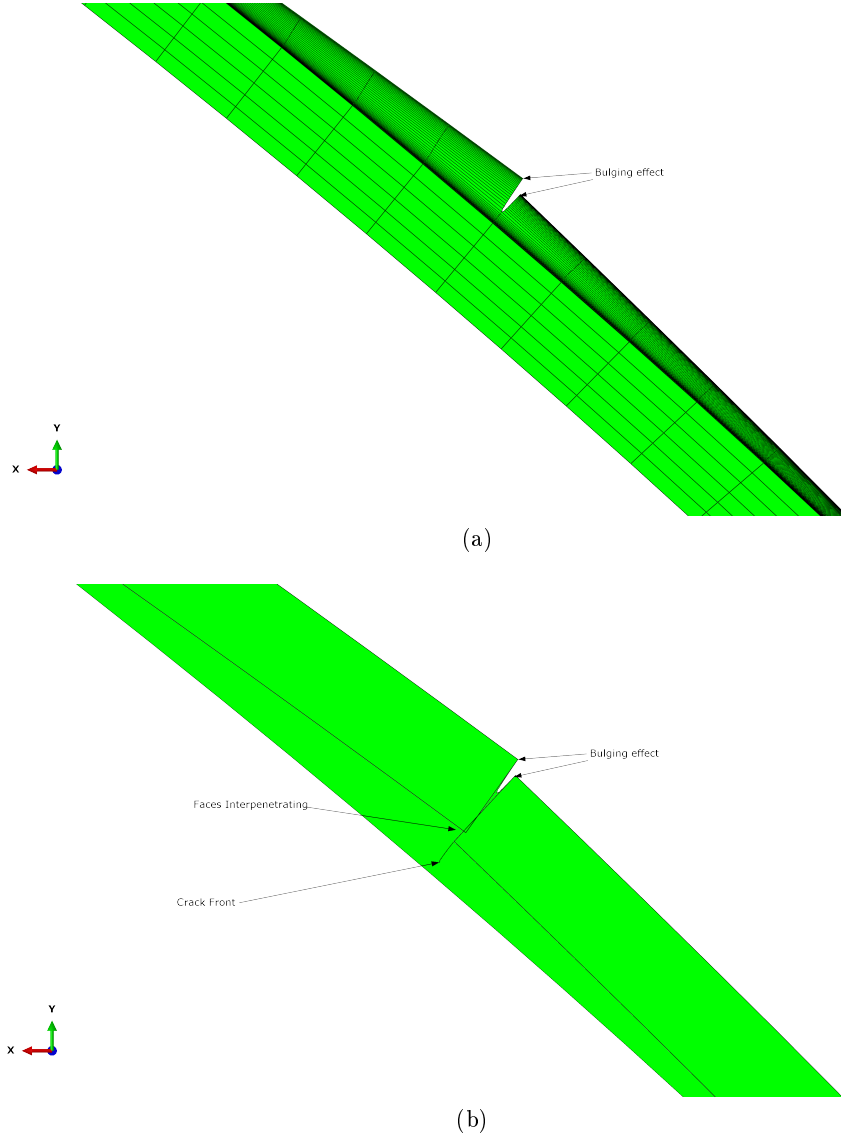 Bulging effect
Y
X
(a)
Bulging effect
Faces Interpenetrating
Crack Front
Y
X
(b)